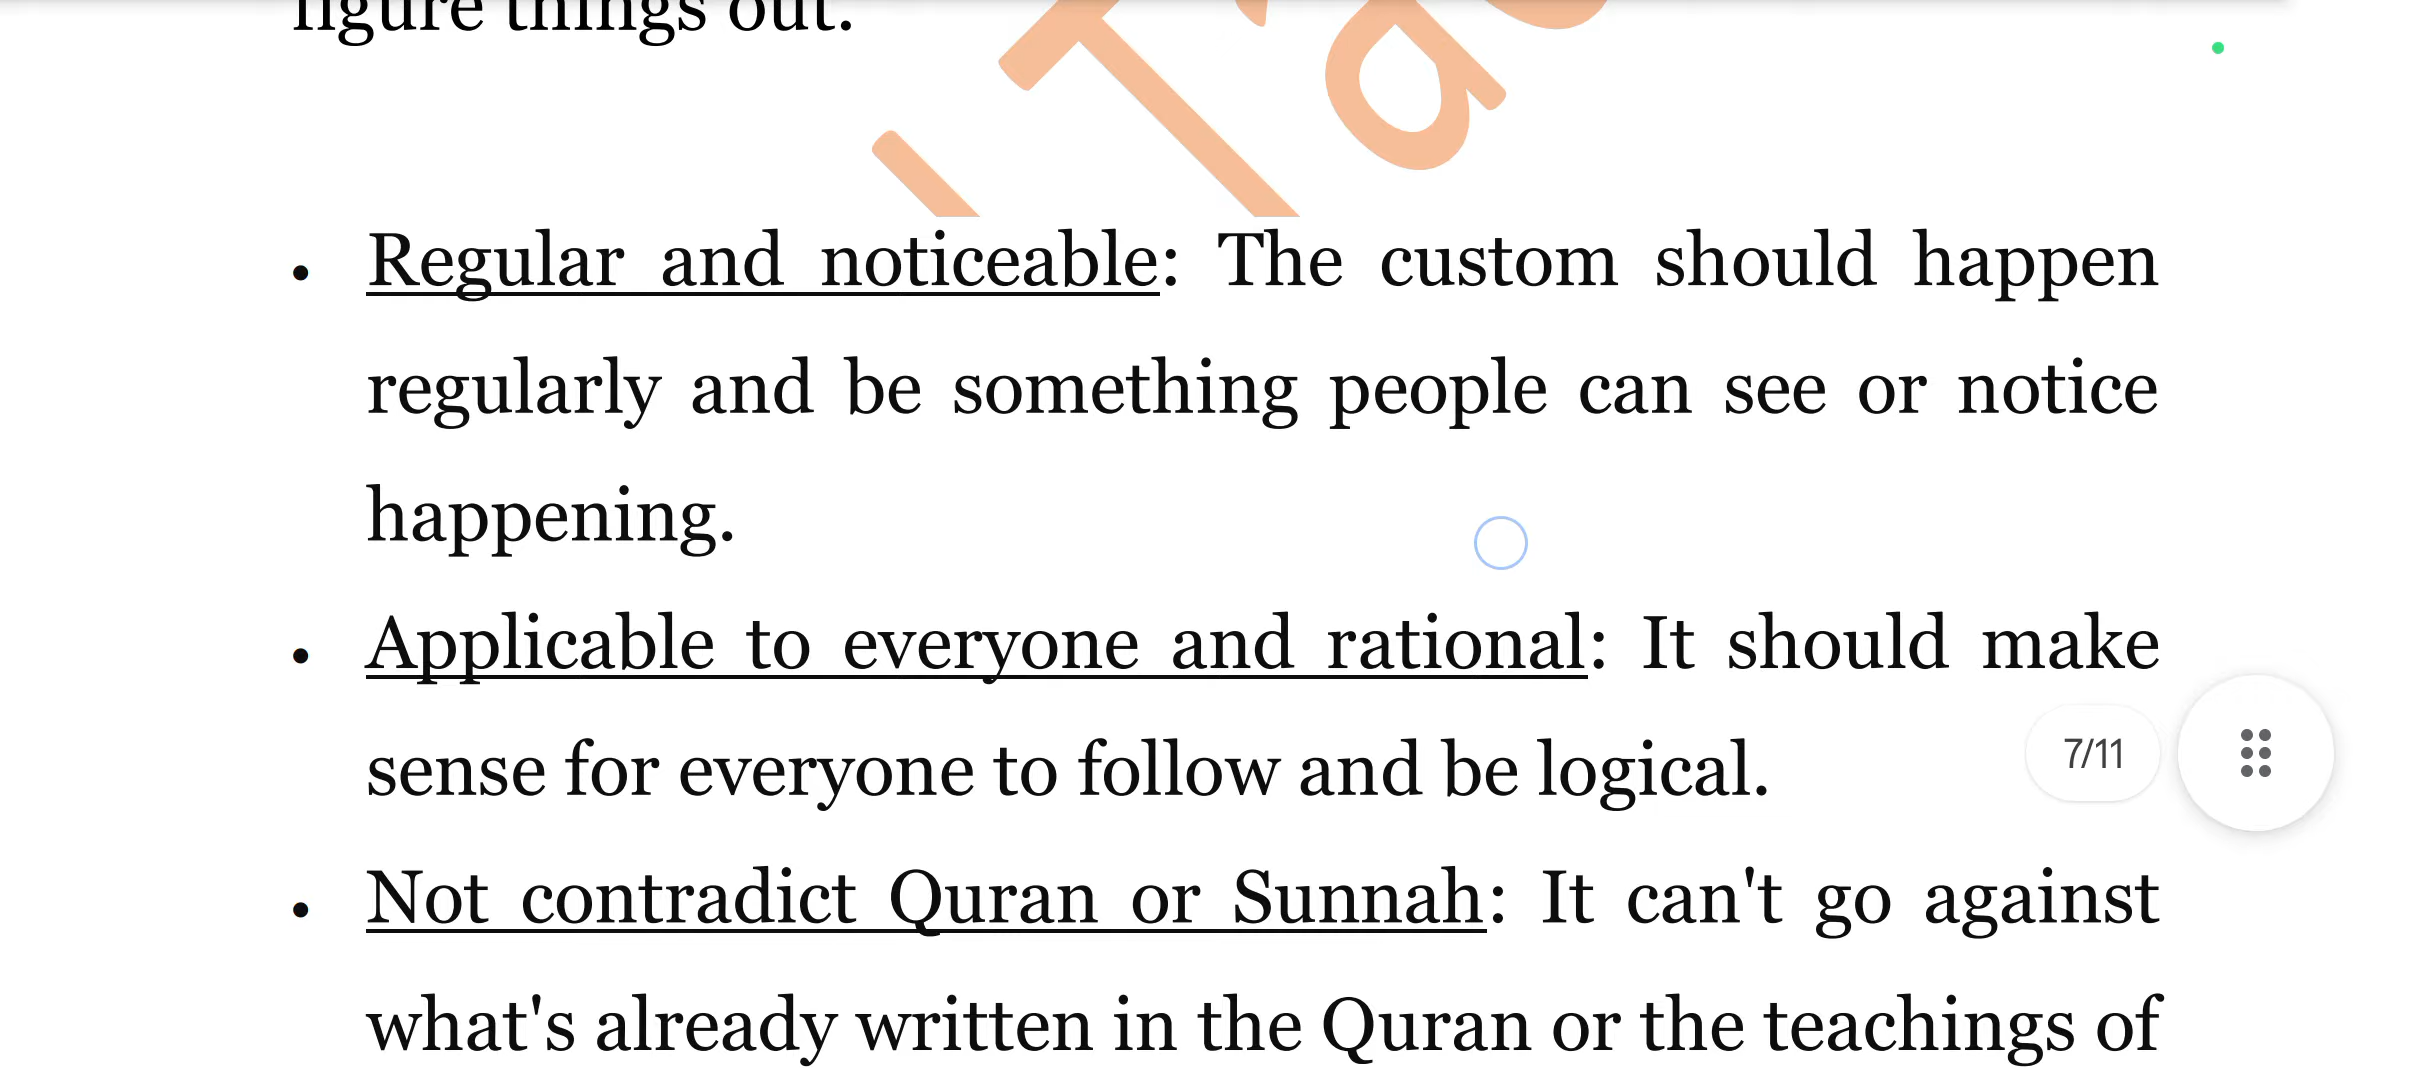 figure things out.
• Regular and noticeable: The custom should happen
regularly and be something people can see or notice
happening.
• Applicable to everyone and rational: It should make
sense for everyone to follow and be logical.
7/11
• Not contradict Quran or Sunnah: It can't go against
what's already written in the Quran or the teachings of